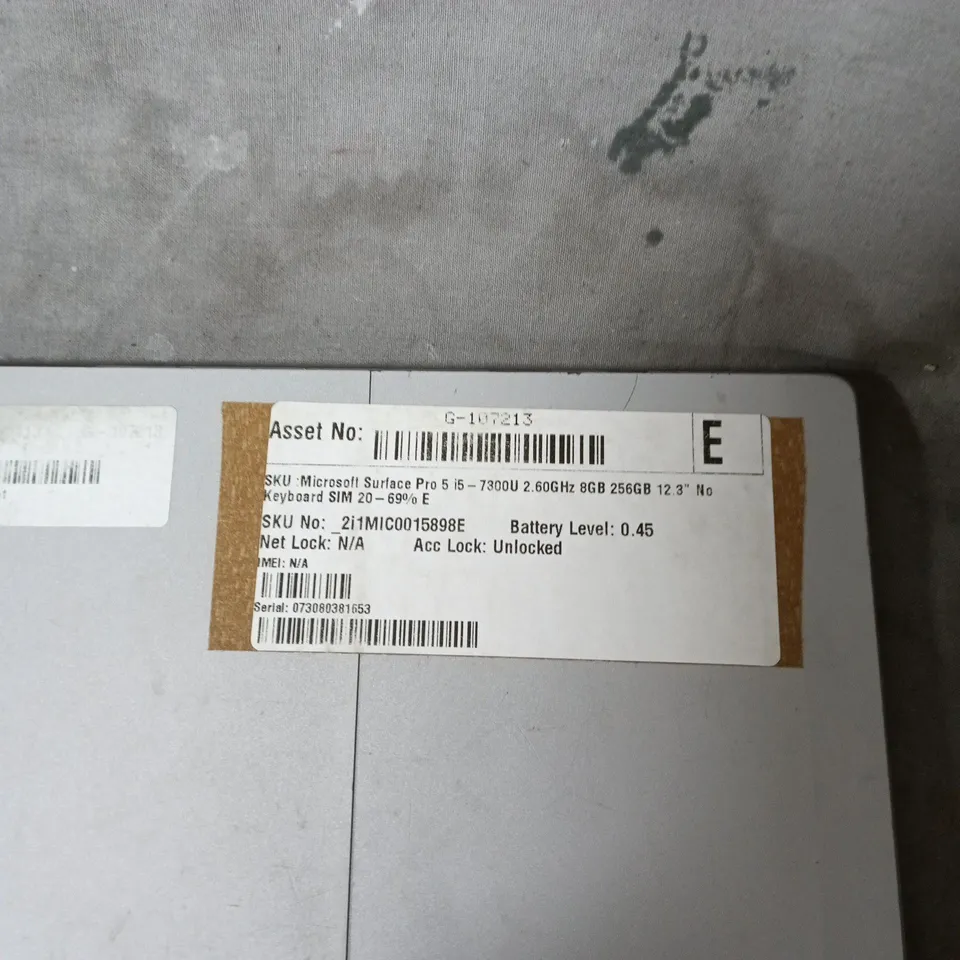 G-107213
Asset No:
E
SKU :Microsoft Surface Pro 5 i5-7300U 2.60GHz 8GB 256GB 12.3" No
Keyboard SIM 20-69% E
SKU No: _2i1MIC0015898E Battery Level: 0.45
Net Lock: N/A Acc Lock: Unlocked
IMEI: N/A
Serial: 073080381653